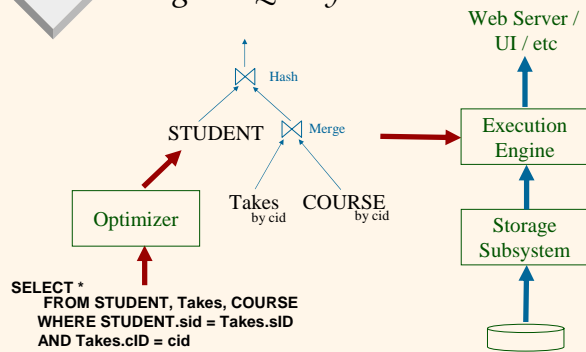 Web Server /
UI / etc
Hash
STUDENT
Merge
Execution
Engine
Takes
by cid
COURSE
by cid
Optimizer
Storage
Subsystem
SELECT *
FROM STUDENT, Takes, COURSE
WHERE STUDENT.sid = Takes.sID
AND Takes.cID = cid